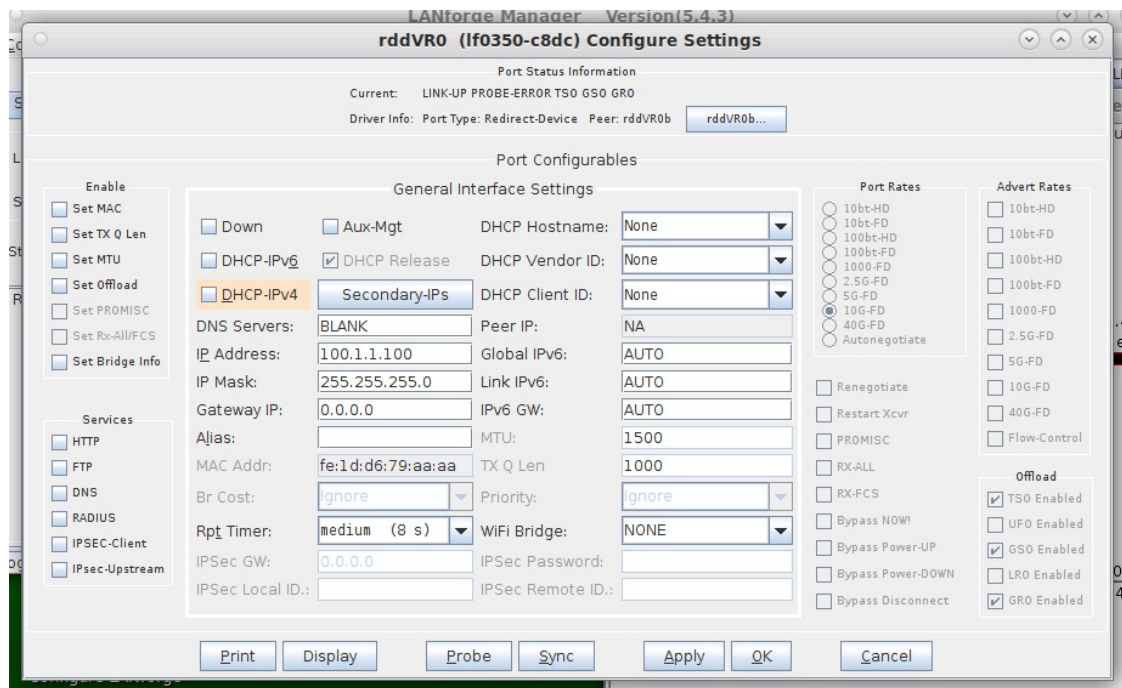 LANforge Manager Version(5.4.3)
rddVR0 (lf0350-c8dc) Configure Settings
Port Status Information
Current: LINK-UP PROBE-ERROR TSO GSO GRO
Driver Info: Port Type: Redirect-Device Peer: rddVR0b rddVR0b...
Port Configurables
Enable
Set MAC
Set TX Q Len
Set MTU
Set Offload
Set PROMISC
Set Rx-All/FCS
Set Bridge Info
Services
HTTP
FTP
DNS
RADIUS
IPSEC-Client
IPsec-Upstream
General Interface Settings
Down Aux-Mgt DHCP Hostname: None
DHCP-IPv6 DHCP Release DHCP Vendor ID: None
DHCP-IPv4 Secondary-IPs DHCP Client ID: None
DNS Servers: BLANK Peer IP: NA
IP Address: 100.1.1.100 Global IPv6: AUTO
IP Mask: 255.255.255.0 Link IPv6: AUTO
Gateway IP: 0.0.0.0 IPv6 GW: AUTO
Alias: MTU: 1500
MAC Addr: fe:1d:d6:79:aa:aa TX Q Len 1000
Br Cost: Ignore Priority: Ignore
Rpt Timer: medium (8 s) WiFi Bridge: NONE
IPSec GW: 0.0.0.0 IPSec Password:
IPSec Local ID.: IPSec Remote ID.:
Port Rates
10bt-HD
10bt-FD
100bt-HD
100bt-FD
1000-FD
2.5G-FD
5G-FD
10G-FD
40G-FD
Autonegotiate
Renegotiate
Restart Xcvr
PROMISC
RX-ALL
RX-FCS
Bypass NOW!
Bypass Power-UP
Bypass Power-DOWN
Bypass Disconnect
Advert Rates
10bt-HD
10bt-FD
100bt-HD
100bt-FD
1000-FD
2.5G-FD
5G-FD
10G-FD
40G-FD
Flow-Control
Offload
TSO Enabled
UFO Enabled
GSO Enabled
LRO Enabled
GRO Enabled
Print Display Probe Sync Apply OK Cancel